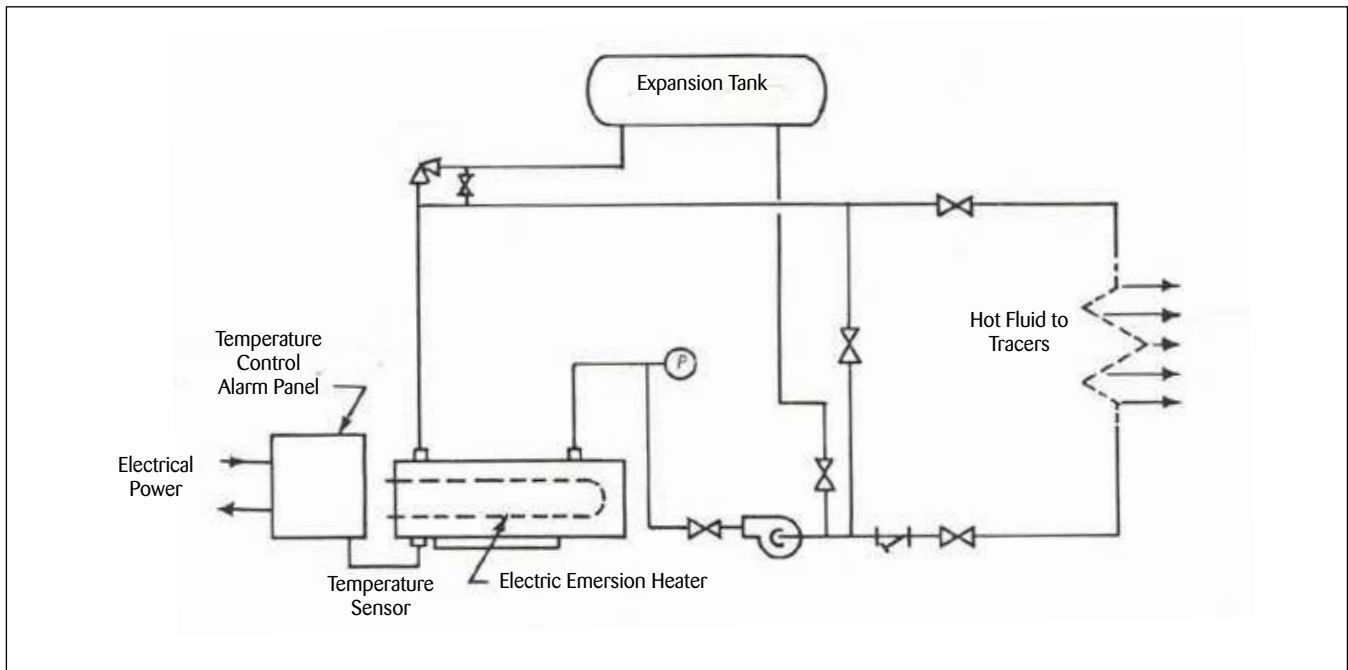 Expansion Tank
Hot Fluid to
Tracers
Temperature
Control
Alarm Panel
P
Electrical
Power
Temperature
Sensor
Electric Emersion Heater